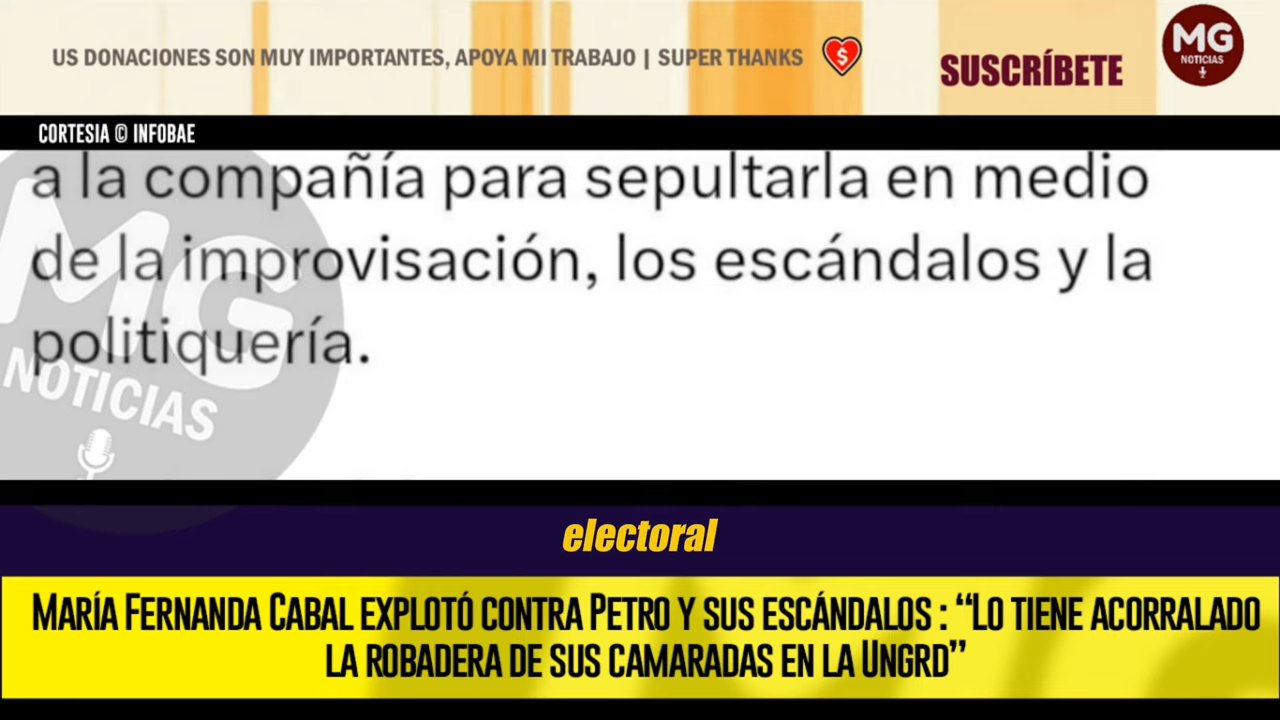 US DONACIONES SON MUY IMPORTANTES, APOYA MI TRABAJO | SUPER THANKS
SUSCRÍBETE
MG
NOTICIAS
CORTESIA © INFOBAE
a la compañía para sepultarla en medio
de la improvisación, los escándalos y la
politiquería.
MG
NOTICIAS
electoral
MARÍA FERNANDA CABAL EXPLOTÓ CONTRA PETRO Y SUS ESCÁNDALOS : “LO TIENE ACORRALADO
LA ROBADERA DE SUS CAMARADAS EN LA UNGRD”